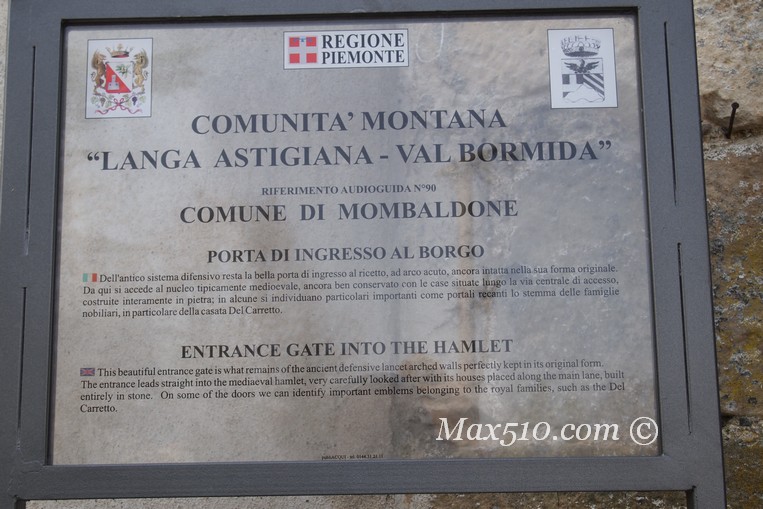 REGIONE
PIEMONTE
COMUNITA' MONTANA
"LANGA ASTIGIANA - VAL BORMIDA"
RIFERIMENTO AUDIOGUIDA N°90
COMUNE DI MOMBALDONE
PORTA DI INGRESSO AL BORGO
Dell'antico sistema difensivo resta la bella porta di ingresso al ricetto, ad arco acuto, ancora intatta nella sua forma originale.
Da qui si accede al nucleo tipicamente medioevale, ancora ben conservato con le case situate lungo la via centrale di accesso,
costruite interamente in pietra; in alcune si individuano particolari importanti come portali recanti lo stemma delle famiglie
nobiliari, in particolare della casata Del Carretto.
ENTRANCE GATE INTO THE HAMLET
This beautiful entrance gate is what remains of the ancient defensive lancet arched walls perfectly kept in its original form.
The entrance leads straight into the mediaeval hamlet, very carefully looked after with its houses placed along the main lane, built
entirely in stone. On some of the doors we can identify important emblems belonging to the royal families, such as the Del
Carretto.
Max510.com ©